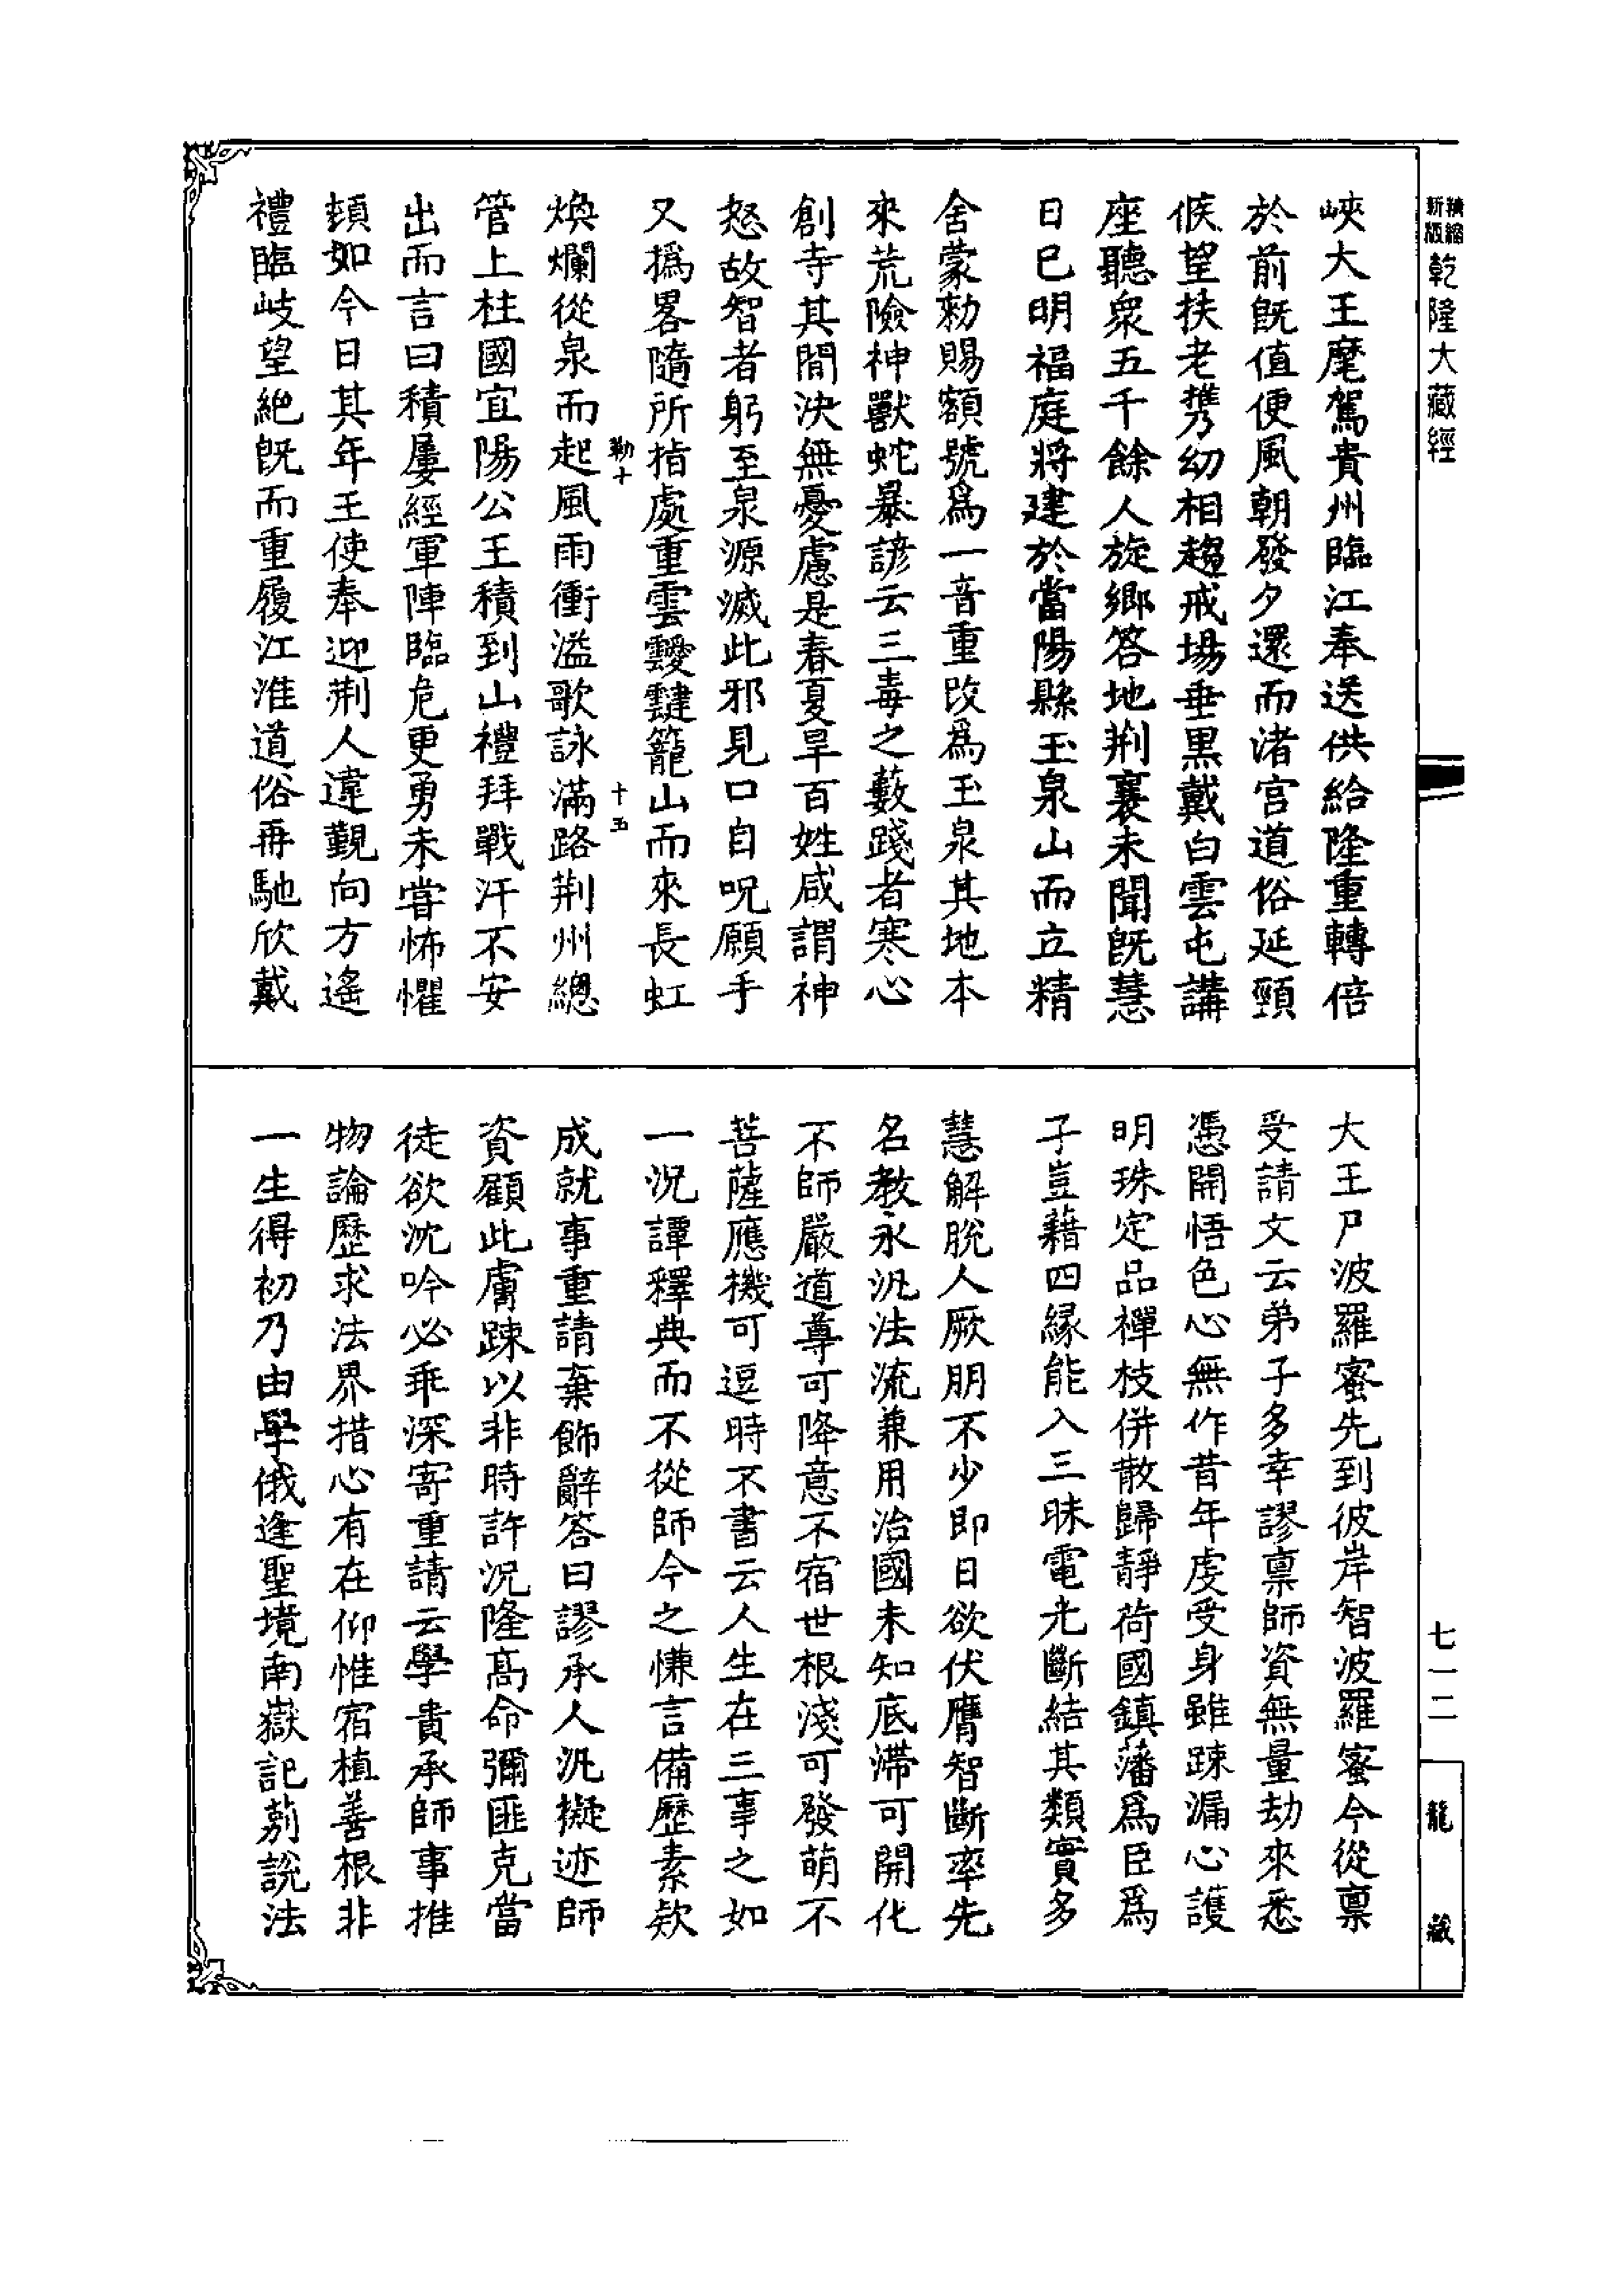 精縮新版乾隆大藏經
峽大王麾駕貴州臨江奉送供給隆重轉倍
於前既值便風朝發夕還而渚宮道俗延頸
候望扶老攜幼相趨戒場垂黑戴白雲屯講
座聽衆五千餘人旋鄉答地荆襄未聞既慧
日已明福庭將建於當陽縣玉泉山而立精
舍蒙勑賜額號爲一音重改爲玉泉其地本
來荒險神獸蛇暴諺云三毒之藪踐者寒心
創寺其間決無憂慮是春夏旱百姓咸謂神
怒故智者躬至泉源滅此邪見口自呪願手
又撝畧隨所指處重雲靉靆籠山而來長虹
勒十
十五
煥爛從泉而起風雨衝溢歌詠滿路荆州總
管上柱國宜陽公王積到山禮拜戰汗不安
出而言曰積屢經軍陣臨危更勇未嘗怖懼
頓如今日其年王使奉迎荆人違覲向方遙
禮臨岐望絶既而重履江淮道俗再馳欣戴
大王尸波羅蜜先到彼岸智波羅蜜今從禀
受請文云弟子多幸謬禀師資無量劫來悉
憑開悟色心無作昔年虔受身雖踈漏心護
明珠定品禪枝併散歸靜荷國鎮藩爲臣爲
子豈藉四緣能入三昧電光斷結其類實多
慧解脫人厥朋不少即日欲伏膺智斷率先
名教永汎法流兼用治國未知底滯可開化
不師嚴道尊可降意不宿世根淺可發萌不
菩薩應機可逗時不書云人生在三事之如
一況譚釋典而不從師今之慊言備歷素欵
成就事重請棄飾辭答曰謬承人汎擬迹師
資顧此膚踈以非時許況隆高命彌匪克當
徒欲沈吟必乖深寄重請云學貴承師事推
物論歷求法界措心有在仰惟宿植善根非
一生得初乃由學俄逢聖境南嶽記莂說法
七一二
龍藏